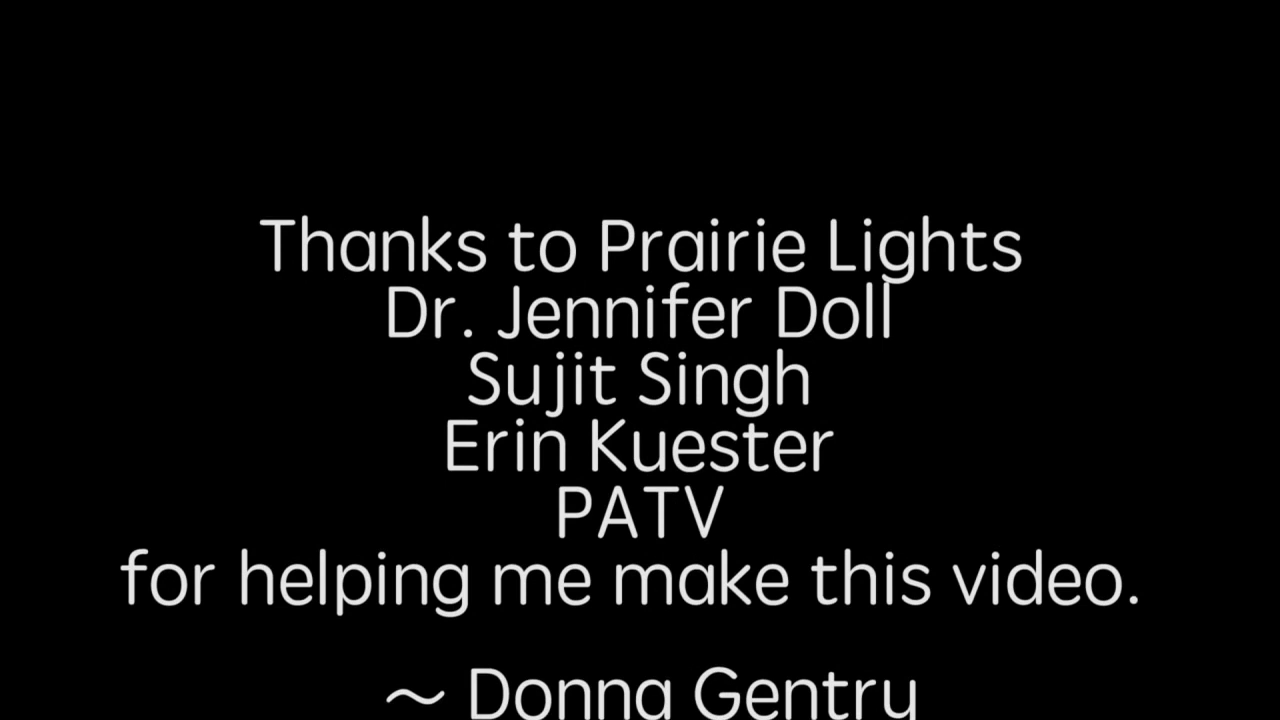 Thanks to Prairie Lights
Dr. Jennifer Doll
Sujit Singh
Erin Kuester
PATV
for helping me make this video.
~ Donna Gentry